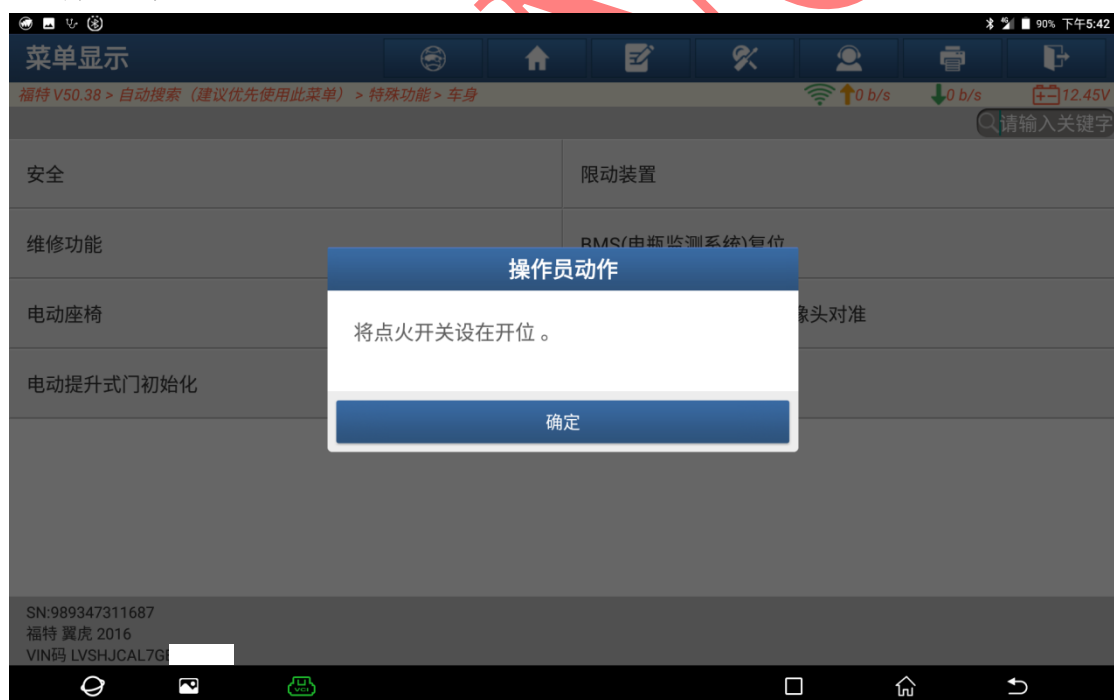 90% 下午5:42
菜单显示
福特 V50.38 > 自动搜索（建议优先使用此菜单） > 特殊功能 > 车身
0 b/s 0 b/s 12.45V
请输入关键字
安全
限动装置
维修功能
BMS(电瓶监测系统)复位
操作员动作
电动座椅
像头对准
将点火开关设在开位 。
电动提升式门初始化
确定
SN:989347311687
福特 翼虎 2016
VIN码 LVSHJCAL7G